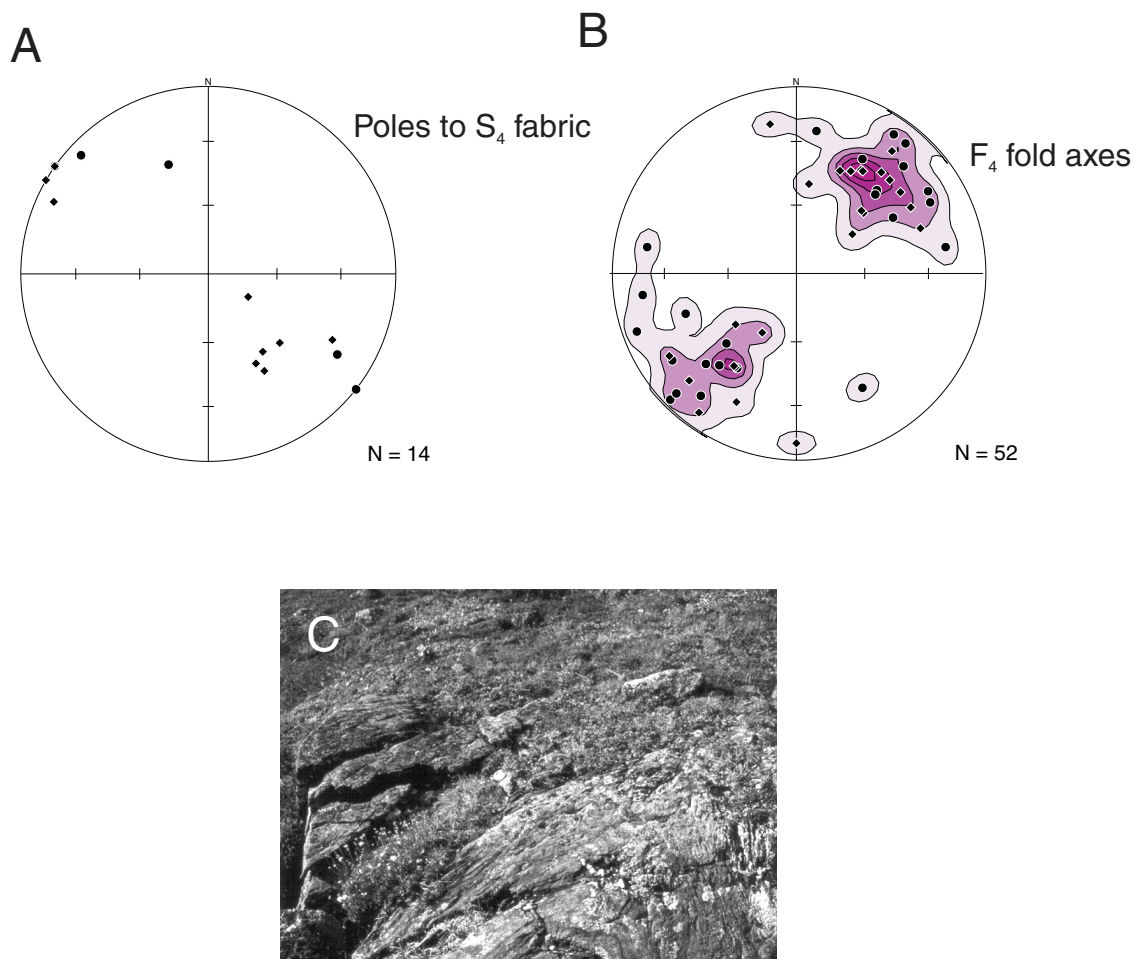 A
B
N
N
Poles to S₄ fabric
F₄ fold axes
N = 14
N = 52
C